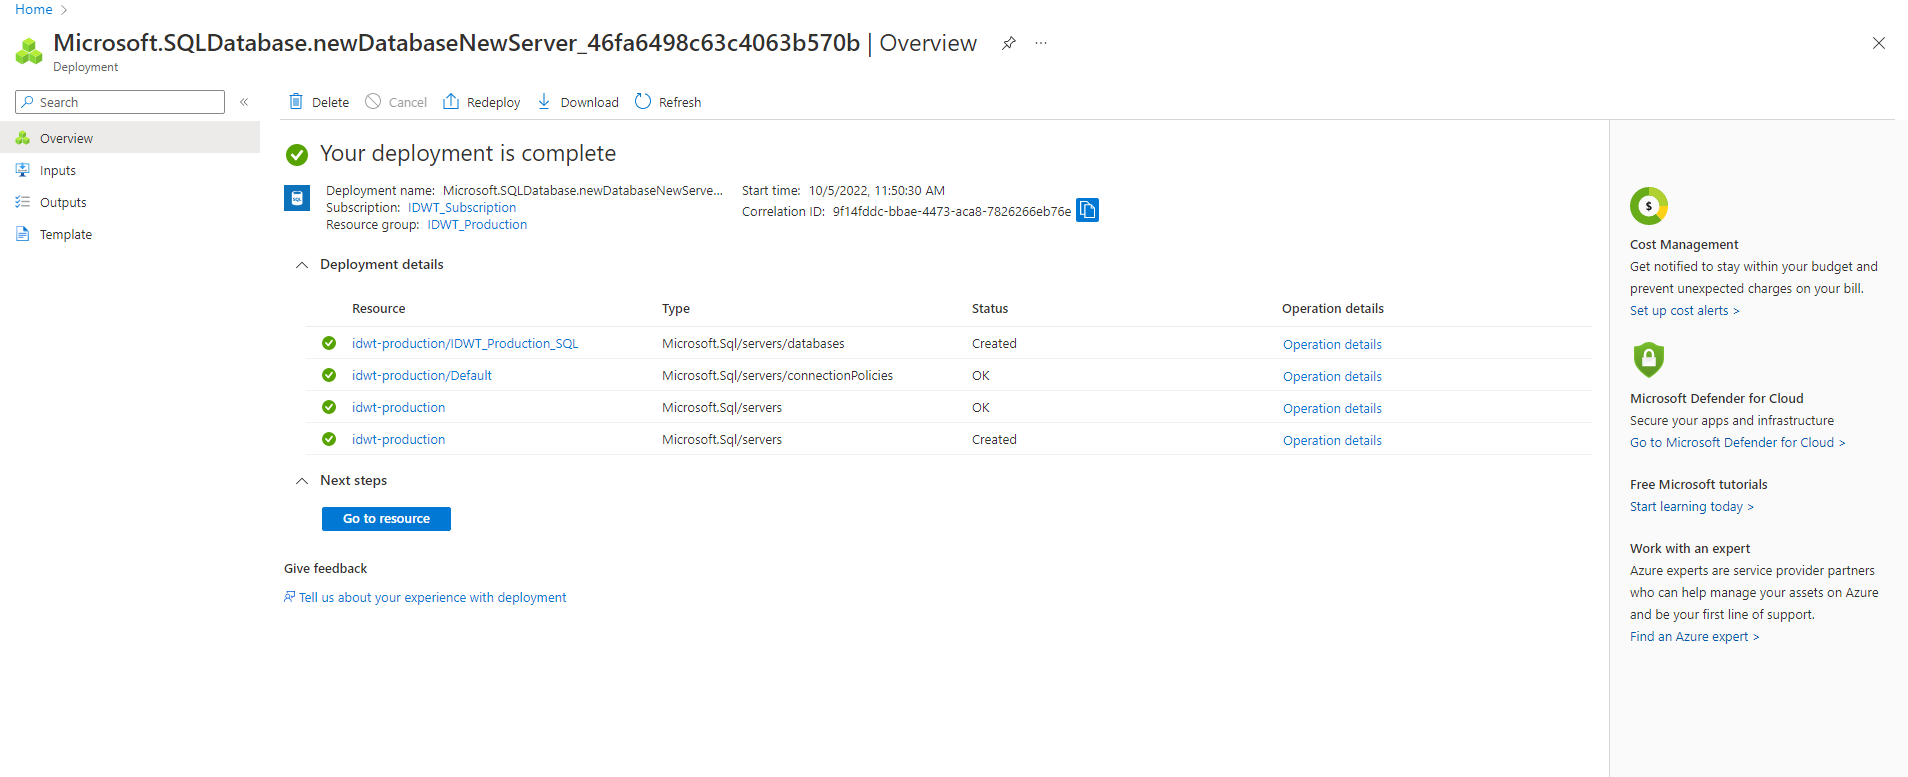 Home >
Microsoft.SQLDatabase.newDatabaseNewServer_46fa6498c63c4063b570b | Overview
Deployment
Search
Overview
Inputs
Outputs
Template
Delete Cancel Redeploy Download Refresh
Your deployment is complete
Deployment name: Microsoft.SQLDatabase.newDatabaseNewServe...
Subscription: IDWT_Subscription
Resource group: IDWT_Production
Start time: 10/5/2022, 11:50:30 AM
Correlation ID: 9f14fddc-bbae-4473-aca8-7826266eb76e
Deployment details
Resource Type Status Operation details
idwt-production/IDWT_Production_SQL Microsoft.Sql/servers/databases Created Operation details
idwt-production/Default Microsoft.Sql/servers/connectionPolicies OK Operation details
idwt-production Microsoft.Sql/servers OK Operation details
idwt-production Microsoft.Sql/servers Created Operation details
Next steps
Go to resource
Give feedback
Tell us about your experience with deployment
Cost Management
Get notified to stay within your budget and
prevent unexpected charges on your bill.
Set up cost alerts >
Microsoft Defender for Cloud
Secure your apps and infrastructure
Go to Microsoft Defender for Cloud >
Free Microsoft tutorials
Start learning today >
Work with an expert
Azure experts are service provider partners
who can help manage your assets on Azure
and be your first line of support.
Find an Azure expert >